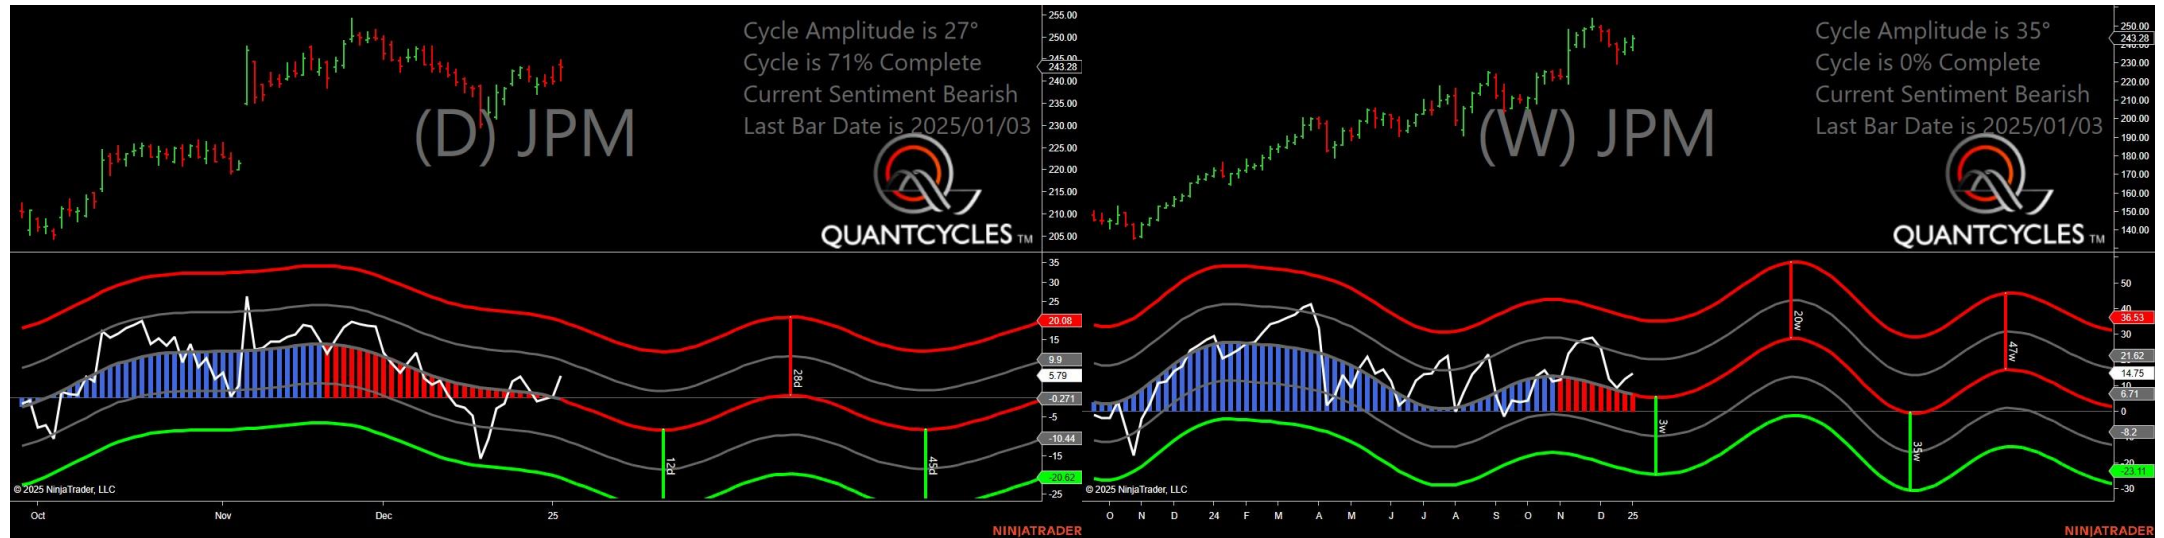 Cycle Amplitude is 27°
Cycle is 71% Complete
Current Sentiment Bearish
Last Bar Date is 2025/01/03
(D) JPM
QUANTCYCLES TM
255.00
250.00
245.00
243.28
240.00
235.00
230.00
225.00
220.00
215.00
210.00
205.00
35
30
25
20.08
15
9.9
5.79
-0.271
-5
-10.44
-15
-20.62
-25
28d
12d
45d
© 2025 NinjaTrader, LLC
Oct
Nov
Dec
25
NINJATRADER
Cycle Amplitude is 35°
Cycle is 0% Complete
Current Sentiment Bearish
Last Bar Date is 2025/01/03
(W) JPM
QUANTCYCLES TM
250.00
243.28
240.00
230.00
220.00
210.00
200.00
190.00
180.00
170.00
160.00
150.00
140.00
50
40
36.53
30
21.62
14.75
10
6.71
0
-8.2
-20
-23.11
-30
20w
47w
3w
35w
© 2025 NinjaTrader, LLC
O N D 24 F M A M J J A S O N D 25
NINJATRADER